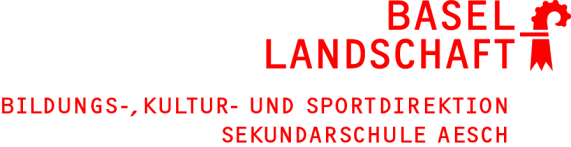 BASEL
LANDSCHAFT
BILDUNGS-, KULTUR- UND SPORTDIREKTION
SEKUNDARSCHULE AESCH